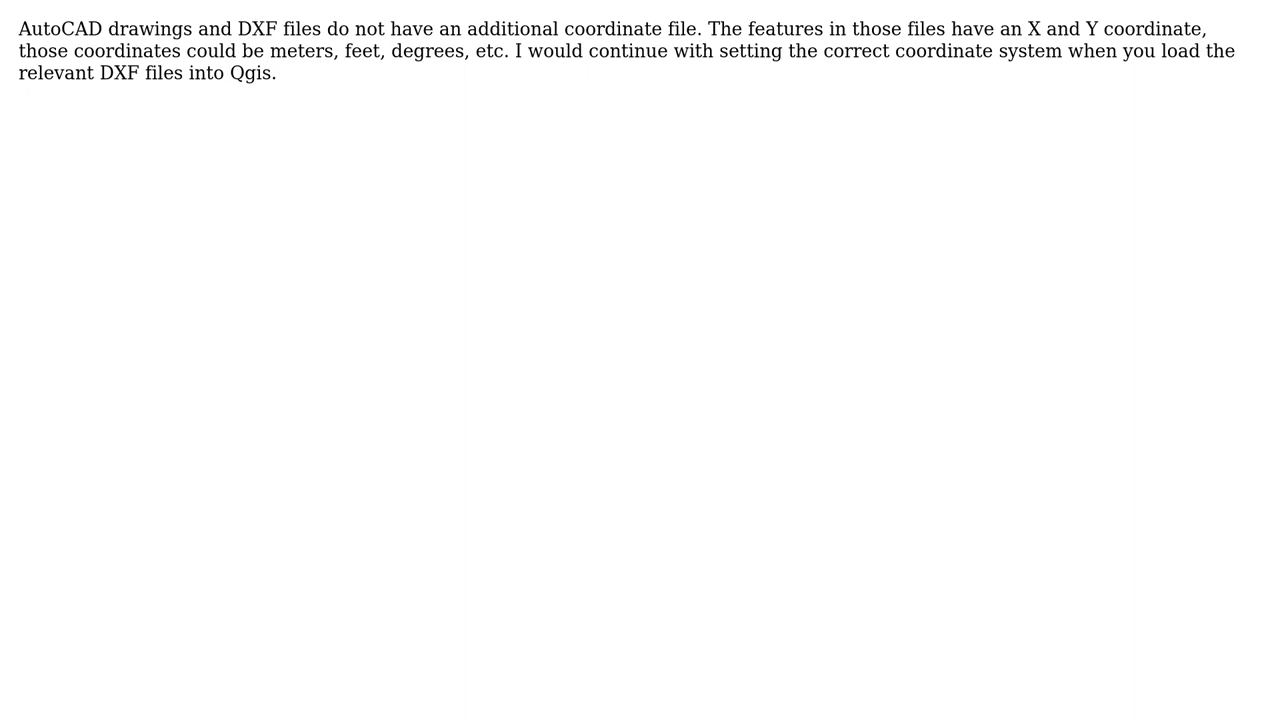 AutoCAD drawings and DXF files do not have an additional coordinate file. The features in those files have an X and Y coordinate,
those coordinates could be meters, feet, degrees, etc. I would continue with setting the correct coordinate system when you load the
relevant DXF files into Qgis.